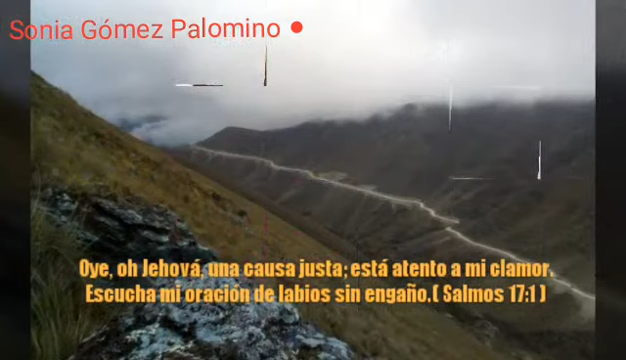 Sonia Gómez Palomino
Oye, oh Jehová, una causa justa; está atento a mi clamor.
Escucha mi oración de labios sin engaño.( Salmos 17:1 )